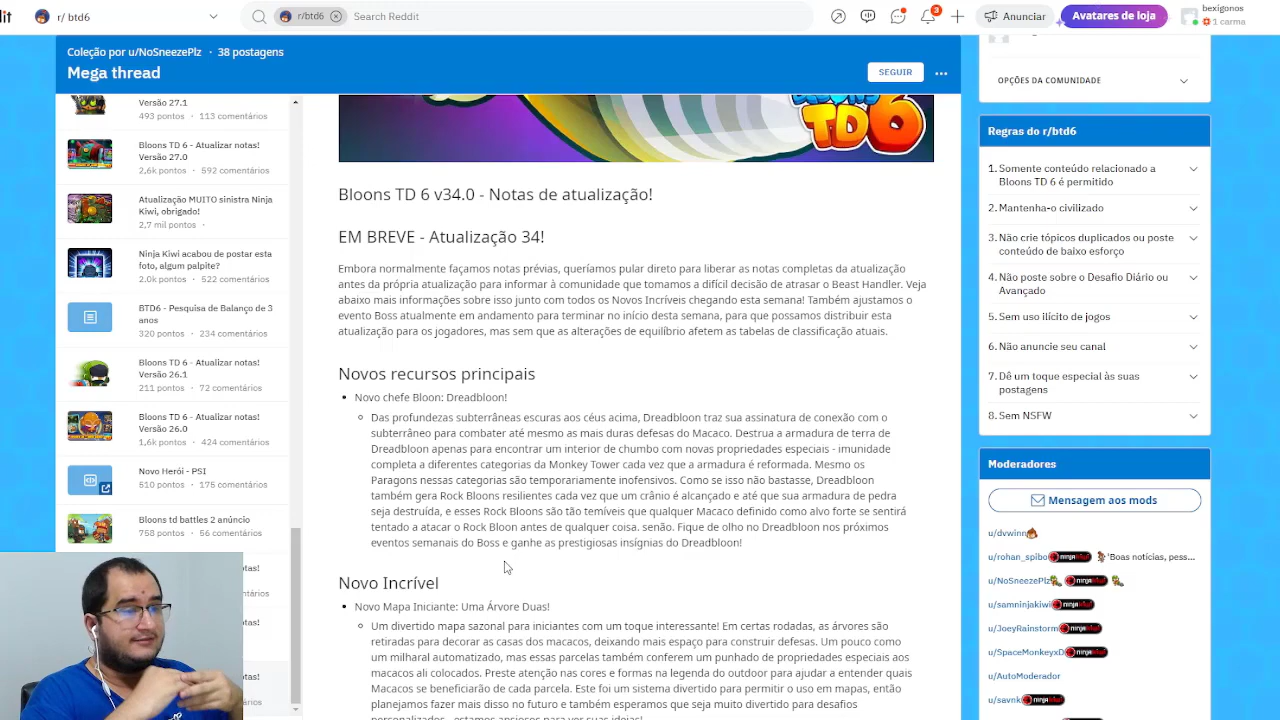 it
r/ btd6
r/btd6
Search Reddit
3
Anunciar
Avatares de loja
bexigonos
1 carma
Coleção por u/NoSneezePlz · 38 postagens
Mega thread
SEGUIR
Versão 27.1
493 pontos · 113 comentários
Bloons TD 6 - Atualizar notas!
Versão 27.0
2,6k pontos · 592 comentários
Atualização MUITO sinistra Ninja
Kiwi, obrigado!
2,7 mil pontos ·
Ninja Kiwi acabou de postar esta
foto, algum palpite?
2.0k pontos · 522 comentários
BTD6 - Pesquisa de Balanço de 3
anos
320 pontos · 234 comentários
Bloons TD 6 - Atualizar notas!
Versão 26.1
211 pontos · 72 comentários
Bloons TD 6 - Atualizar notas!
Versão 26.0
1,6k pontos · 424 comentários
Novo Herói - PSI
510 pontos · 175 comentários
Bloons td battles 2 anúncio
758 pontos · 56 comentários
otas!
ntários
otas!
ntários
otas!
ntários
BLOONS
TD6
Bloons TD 6 v34.0 - Notas de atualização!
EM BREVE - Atualização 34!
Embora normalmente façamos notas prévias, queríamos pular direto para liberar as notas completas da atualização
antes da própria atualização para informar à comunidade que tomamos a difícil decisão de atrasar o Beast Handler. Veja
abaixo mais informações sobre isso junto com todos os Novos Incríveis chegando esta semana! Também ajustamos o
evento Boss atualmente em andamento para terminar no início desta semana, para que possamos distribuir esta
atualização para os jogadores, mas sem que as alterações de equilíbrio afetem as tabelas de classificação atuais.
Novos recursos principais
Novo chefe Bloon: Dreadbloon!
Das profundezas subterrâneas escuras aos céus acima, Dreadbloon traz sua assinatura de conexão com o
subterrâneo para combater até mesmo as mais duras defesas do Macaco. Destrua a armadura de terra de
Dreadbloon apenas para encontrar um interior de chumbo com novas propriedades especiais - imunidade
completa a diferentes categorias da Monkey Tower cada vez que a armadura é reformada. Mesmo os
Paragons nessas categorias são temporariamente inofensivos. Como se isso não bastasse, Dreadbloon
também gera Rock Bloons resilientes cada vez que um crânio é alcançado e até que sua armadura de pedra
seja destruída, e esses Rock Bloons são tão temíveis que qualquer Macaco definido como alvo forte se sentirá
tentado a atacar o Rock Bloon antes de qualquer coisa. senão. Fique de olho no Dreadbloon nos próximos
eventos semanais do Boss e ganhe as prestigiosas insígnias do Dreadbloon!
Novo Incrível
Novo Mapa Iniciante: Uma Árvore Duas!
Um divertido mapa sazonal para iniciantes com um toque interessante! Em certas rodadas, as árvores são
retiradas para decorar as casas dos macacos, deixando mais espaço para construir defesas. Um pouco como
um milharal automatizado, mas essas parcelas também conferem um punhado de propriedades especiais aos
macacos ali colocados. Preste atenção nas cores e formas na legenda do outdoor para ajudar a entender quais
Macacos se beneficiarão de cada parcela. Este foi um sistema divertido para permitir o uso em mapas, então
planejamos fazer mais disso no futuro e também esperamos que seja muito divertido para desafios
personalizados - estamos ansiosos para ver suas ideias!
OPÇÕES DA COMUNIDADE
Regras do r/btd6
1. Somente conteúdo relacionado a
Bloons TD 6 é permitido
2. Mantenha-o civilizado
3. Não crie tópicos duplicados ou poste
conteúdo de baixo esforço
4. Não poste sobre o Desafio Diário ou
Avançado
5. Sem uso ilícito de jogos
6. Não anuncie seu canal
7. Dê um toque especial às suas
postagens
8. Sem NSFW
Moderadores
Mensagem aos mods
u/dvwinn
u/rohan_spibo 'Boas notícias, pess...
u/NoSneezePlz
u/samninjakiwi
u/JoeyRainstorm
u/SpaceMonkeyxD
u/AutoModerador
u/savnk